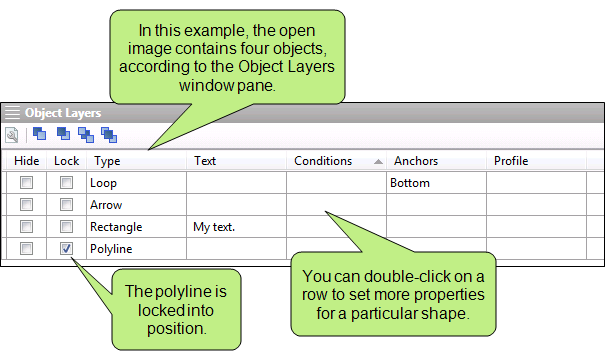 In this example, the open
image contains four objects,
according to the Object Layers
window pane.
Object Layers
Hide Lock Type Text Conditions Anchors Profile
Loop Bottom
Arrow
Rectangle My text.
Polyline
The polyline is
locked into
position.
You can double-click on a
row to set more properties
for a particular shape.